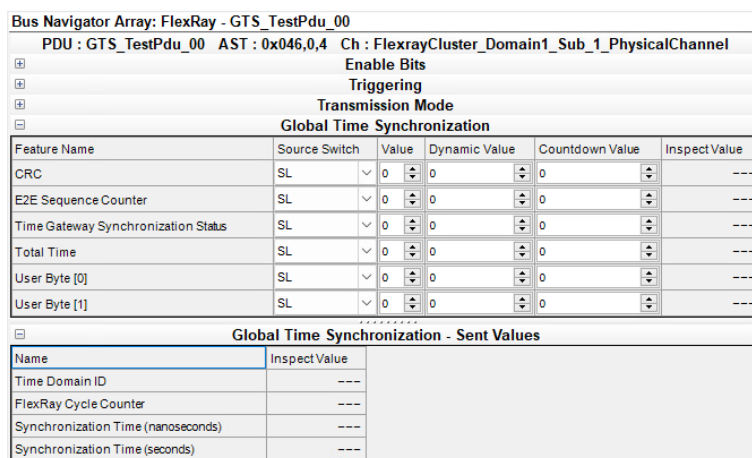 Bus Navigator Array: FlexRay - GTS_TestPdu_00
PDU : GTS_TestPdu_00 AST : 0x046,0,4 Ch : FlexrayCluster_Domain1_Sub_1_PhysicalChannel
Enable Bits
Triggering
Transmission Mode
Global Time Synchronization
Feature Name Source Switch Value Dynamic Value Countdown Value Inspect Value
CRC SL 0 0 0 ---
E2E Sequence Counter SL 0 0 0 ---
Time Gateway Synchronization Status SL 0 0 0 ---
Total Time SL 0 0 0 ---
User Byte [0] SL 0 0 0 ---
User Byte [1] SL 0 0 0 ---
Global Time Synchronization - Sent Values
Name Inspect Value
Time Domain ID ---
FlexRay Cycle Counter ---
Synchronization Time (nanoseconds) ---
Synchronization Time (seconds) ---